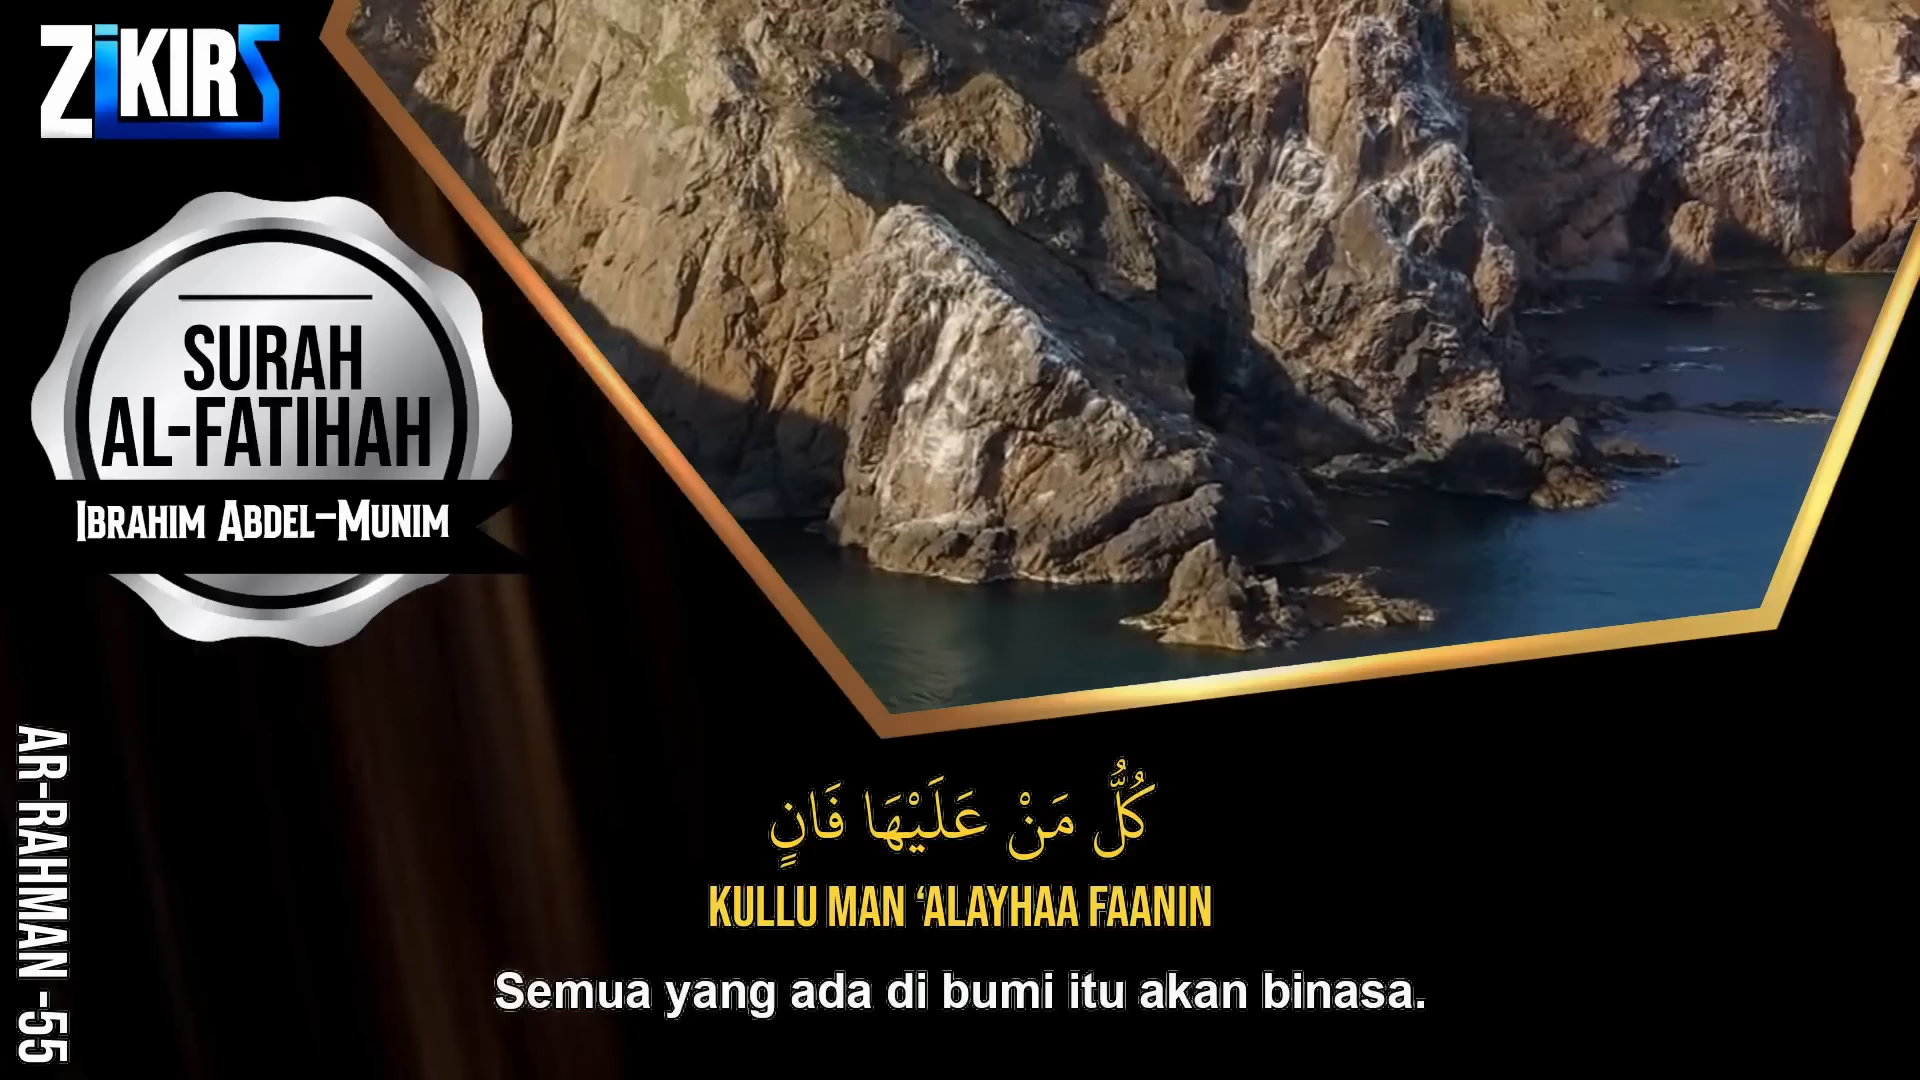 ZiKIRS
SURAH
AL-FATIHAH
IBRAHIM ABDEL-MUNIM
كُلُّ مَنْ عَلَيْهَا فَانٍ
KULLU MAN ‘ALAYHAA FAANIN
Semua yang ada di bumi itu akan binasa.
AR-RAHMAN -55